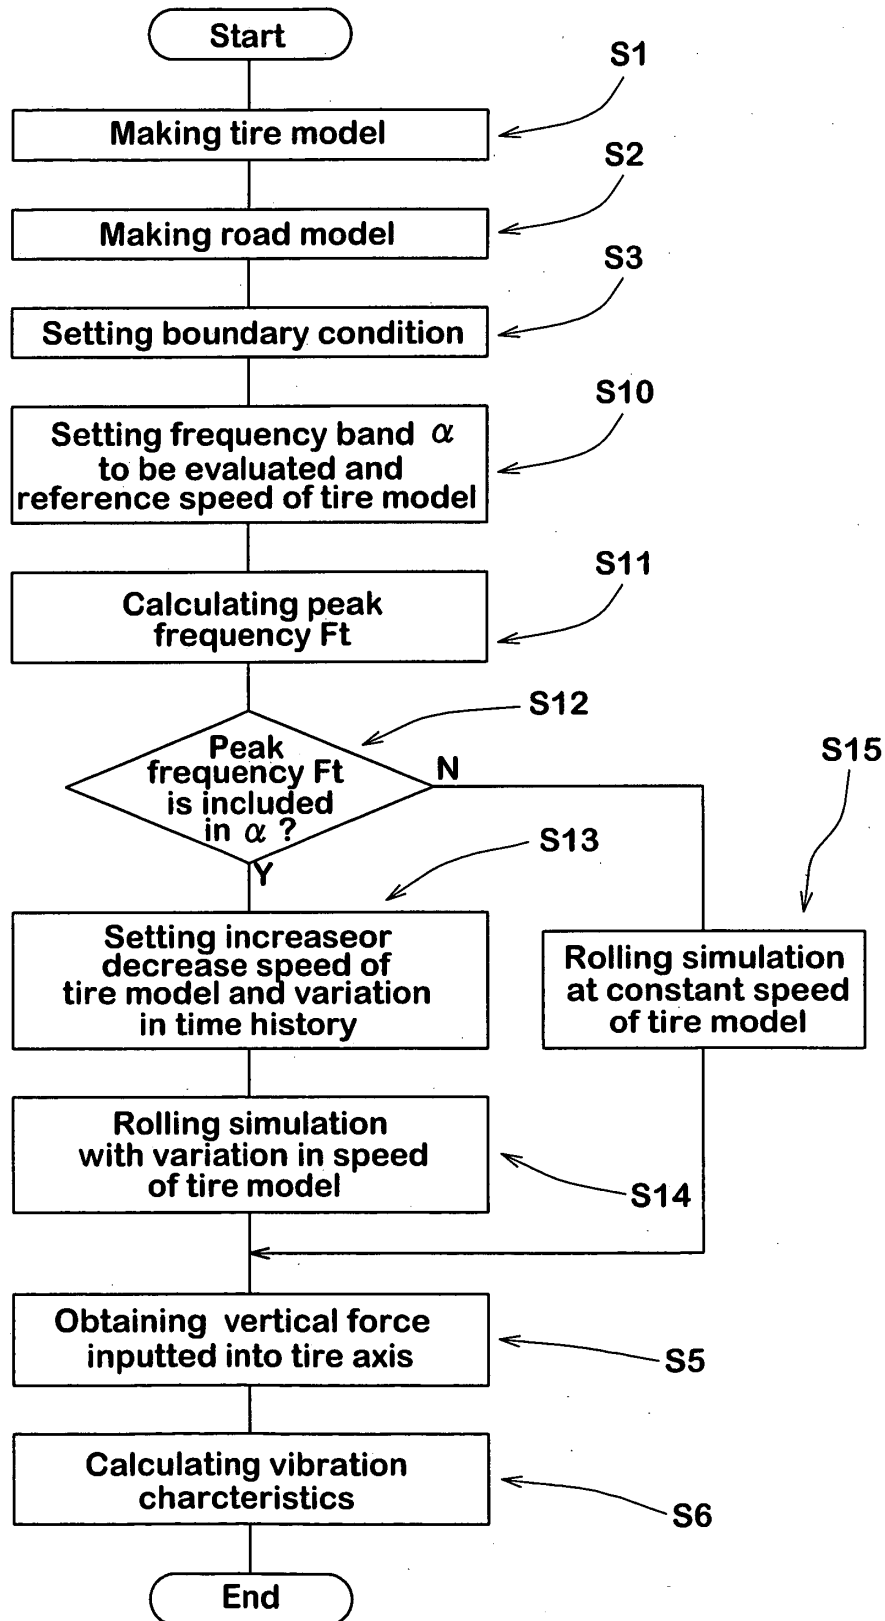 Start
S1
Making tire model
S2
Making road model
S3
Setting boundary condition
S10
Setting frequency band α
to be evaluated and
reference speed of tire model
S11
Calculating peak
frequency Ft
S12
Peak
frequency Ft
is included
in α ?
N
S15
Y
S13
Setting increaseor
decrease speed of
tire model and variation
in time history
Rolling simulation
at constant speed
of tire model
Rolling simulation
with variation in speed
of tire model
S14
Obtaining vertical force
inputted into tire axis
S5
Calculating vibration
charcteristics
S6
End